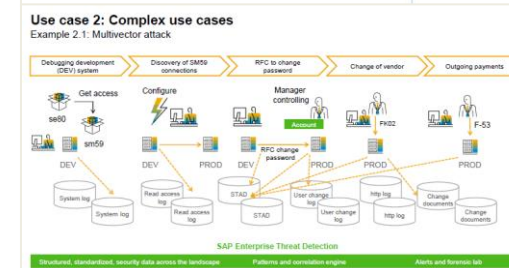 Use case 2: Complex use cases
Example 2.1: Multivector attack
Debugging development (DEV) system
Discovery of SM59 connections
RFC to change password
Change of vendor
Outgoing payments
Get access
se80
sm59
DEV
Configure
DEV
PROD
Manager controlling
Account
DEV
RFC change password
PROD
FK02
PROD
F-53
PROD
System log
System log
Read access log
Read access log
STAD
STAD
User change log
User change log
http log
http log
Change documents
Change documents
SAP Enterprise Threat Detection
Structured, standardized, security data across the landscape
Patterns and correlation engine
Alerts and forensic lab